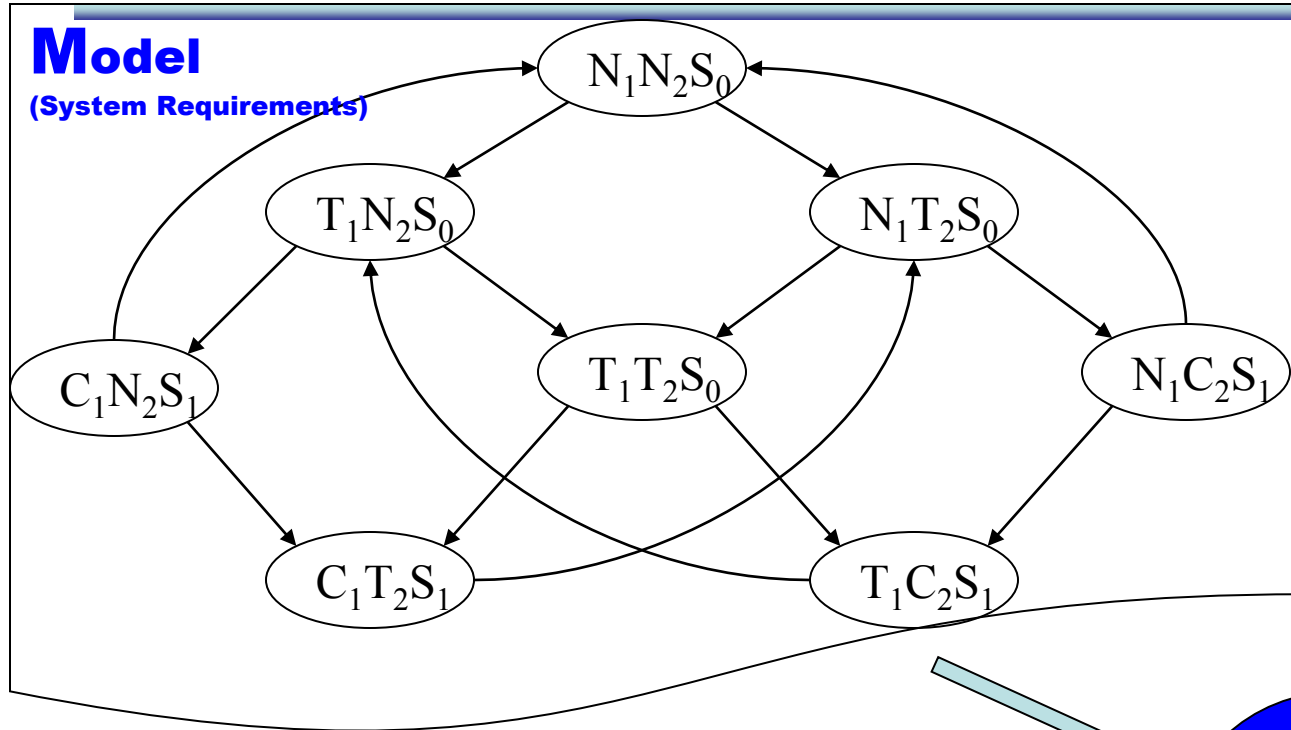 Model
(System Requirements)
N₁N₂S₀
T₁N₂S₀
N₁T₂S₀
C₁N₂S₁
T₁T₂S₀
N₁C₂S₁
C₁T₂S₁
T₁C₂S₁